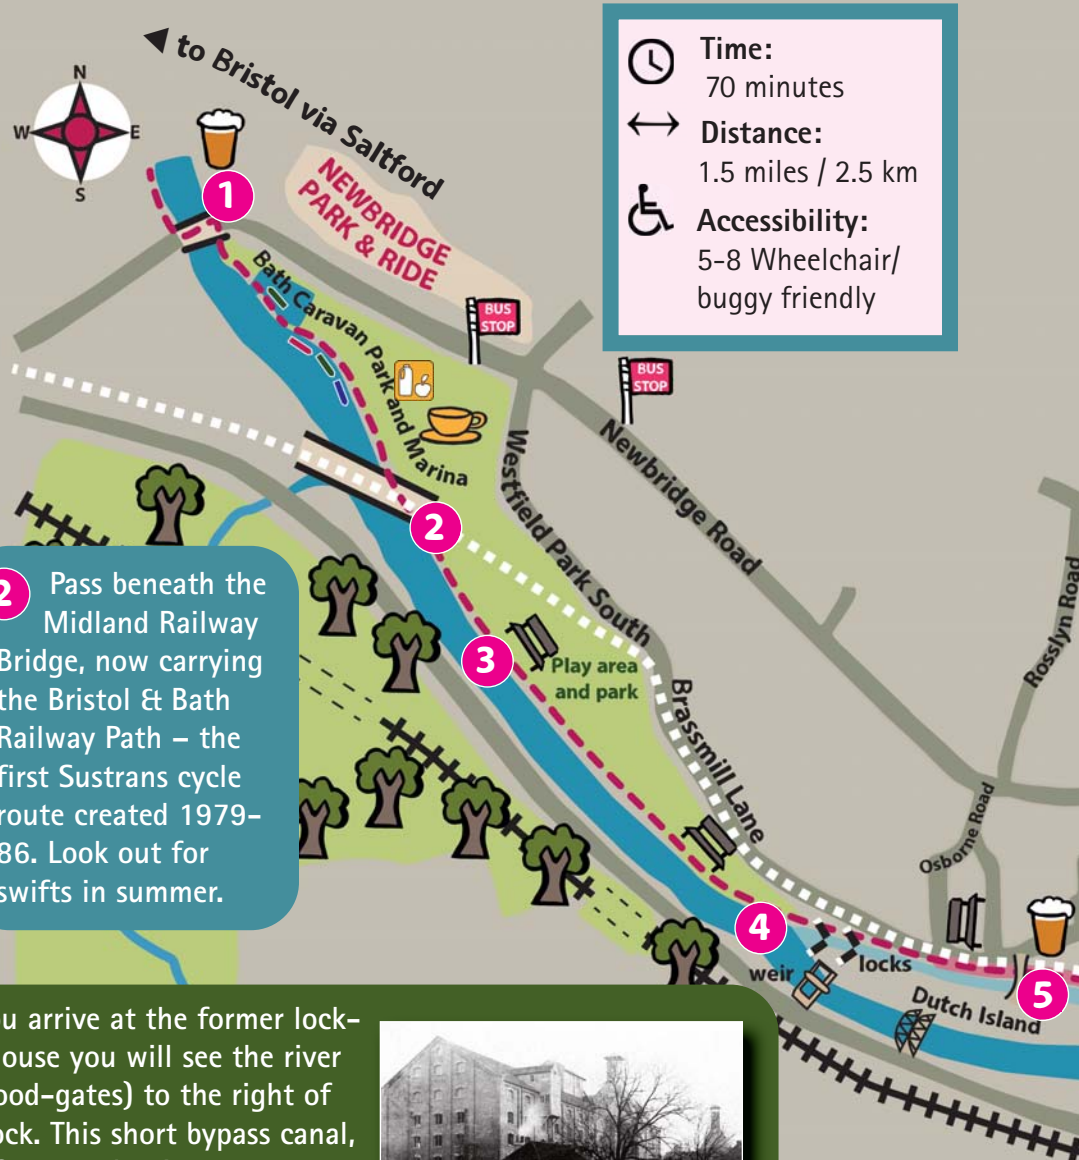 ◄ to Bristol via Saltford
N
W E
S
1
NEWBRIDGE
PARK & RIDE
Time:
70 minutes
Distance:
1.5 miles / 2.5 km
Accessibility:
5-8 Wheelchair/
buggy friendly
Bath Caravan Park and Marina
BUS
STOP
BUS
STOP
Newbridge Road
Westfield Park South
2
3
Play area
and park
Brassmill Lane
Rosslyn Road
Osborne Road
4
weir
locks
Dutch Island
5
2 Pass beneath the
Midland Railway
Bridge, now carrying
the Bristol & Bath
Railway Path – the
first Sustrans cycle
route created 1979-
86. Look out for
swifts in summer.
ou arrive at the former lock-
ouse you will see the river
ood-gates) to the right of
ock. This short bypass canal,